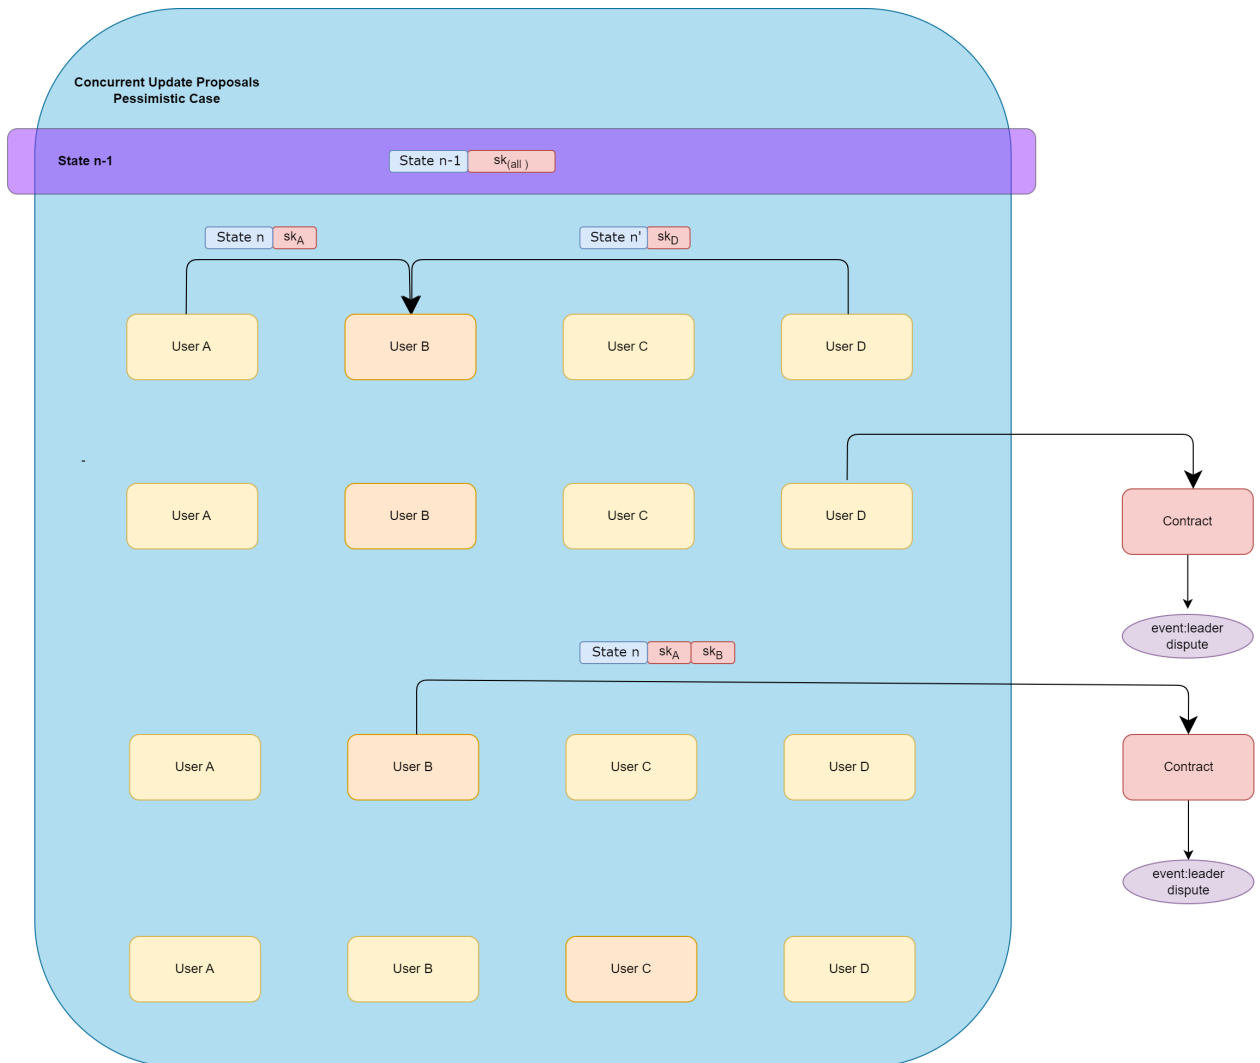 Concurrent Update Proposals
Pessimistic Case
State n-1
State n-1 sk(all )
State n skA
State n' skD
User A
User B
User C
User D
-
User A
User B
User C
User D
Contract
event:leader
dispute
State n skA skB
User A
User B
User C
User D
Contract
event:leader
dispute
User A
User B
User C
User D